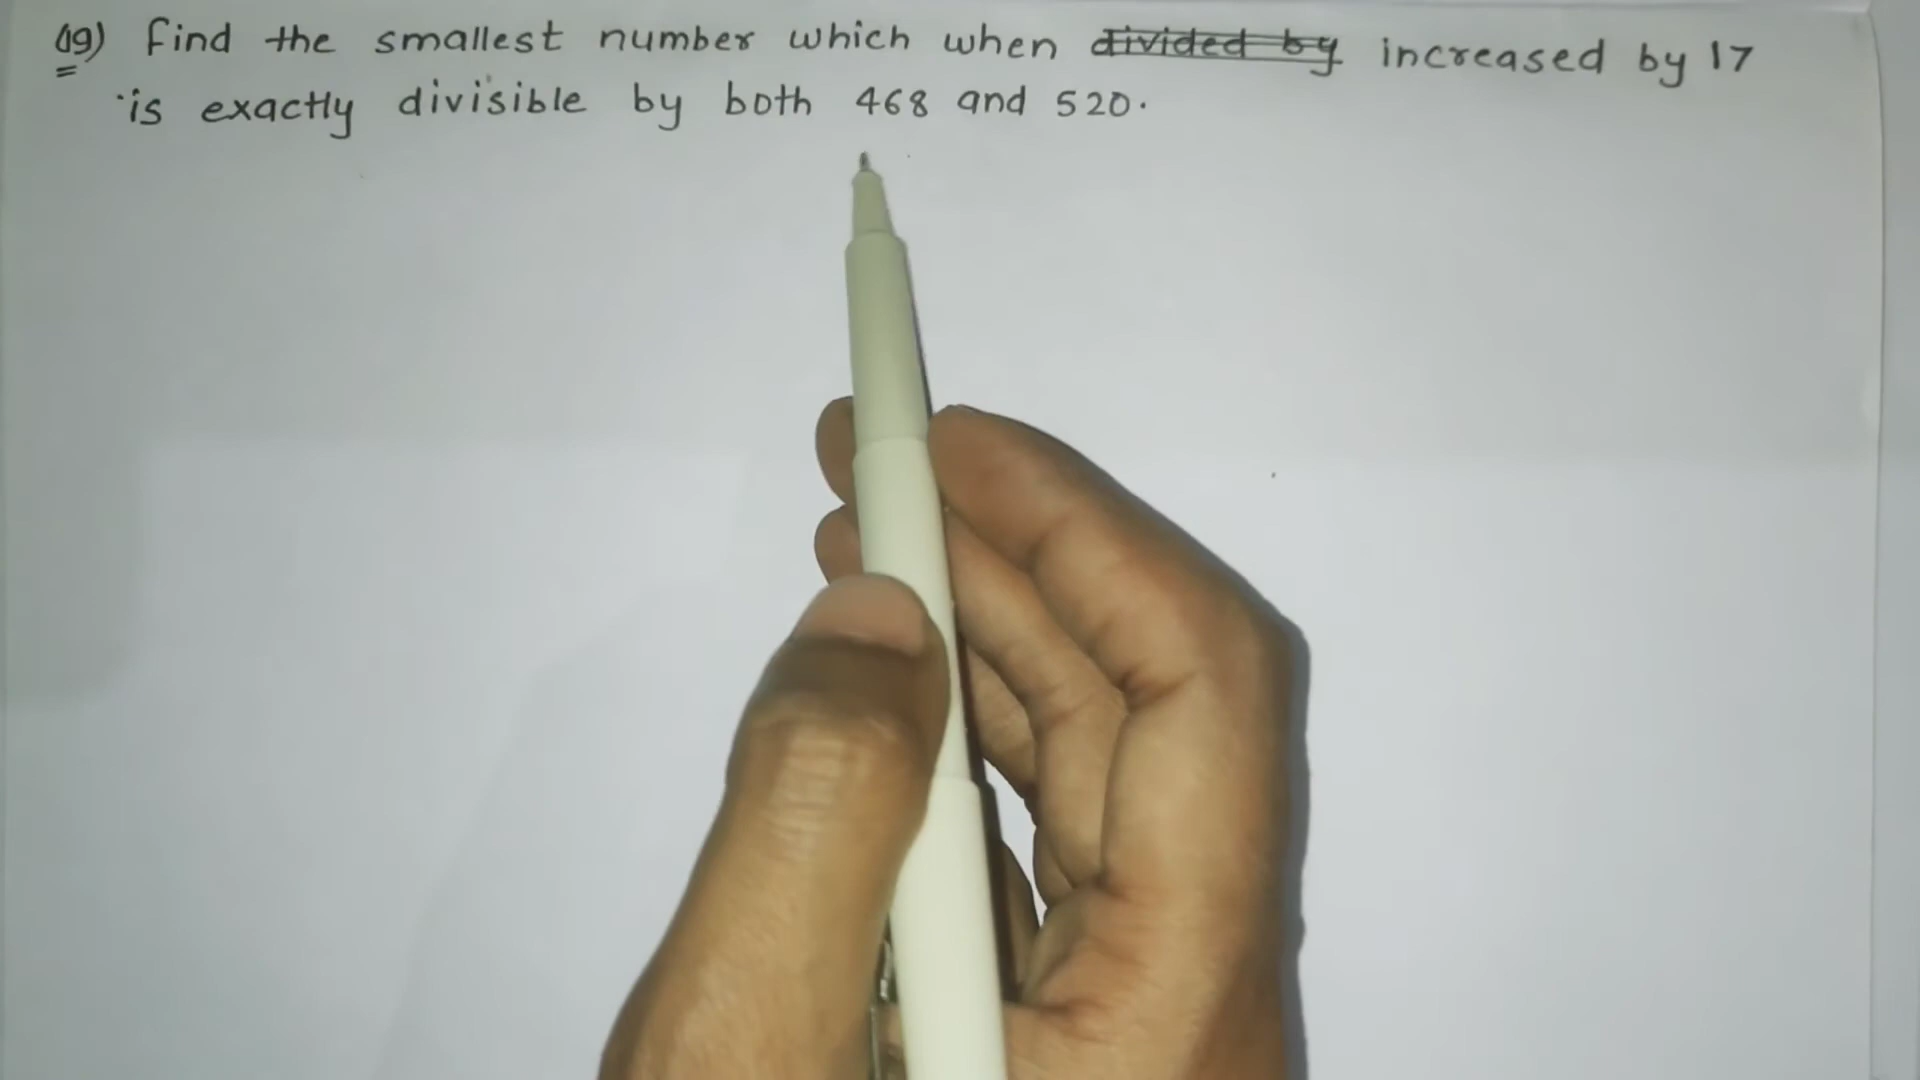 19) find the smallest number which when divided by increased by 17
is exactly divisible by both 468 and 520.